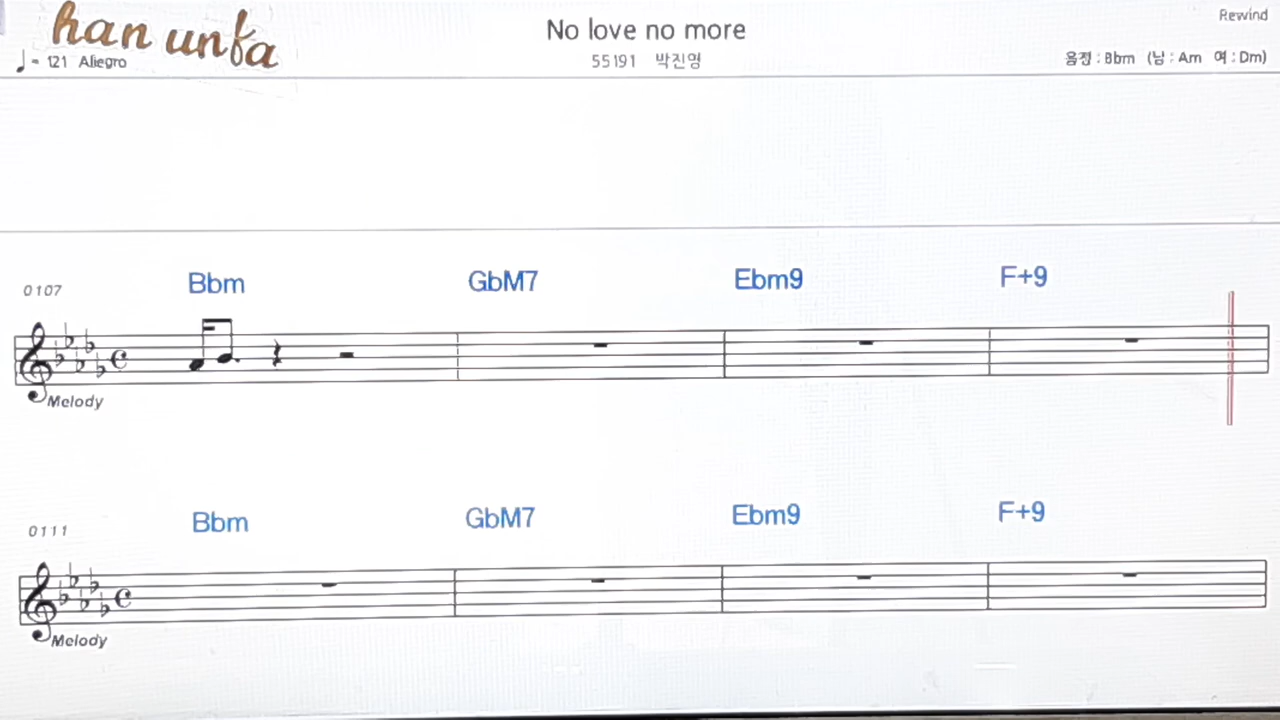 han unfa
No love no more
Rewind
♩= 121 Allegro
55191 박진영
음정 : Bbm (남 : Am 여 : Dm)
0107
Bbm GbM7 Ebm9 F+9
Melody
0111
Bbm GbM7 Ebm9 F+9
Melody